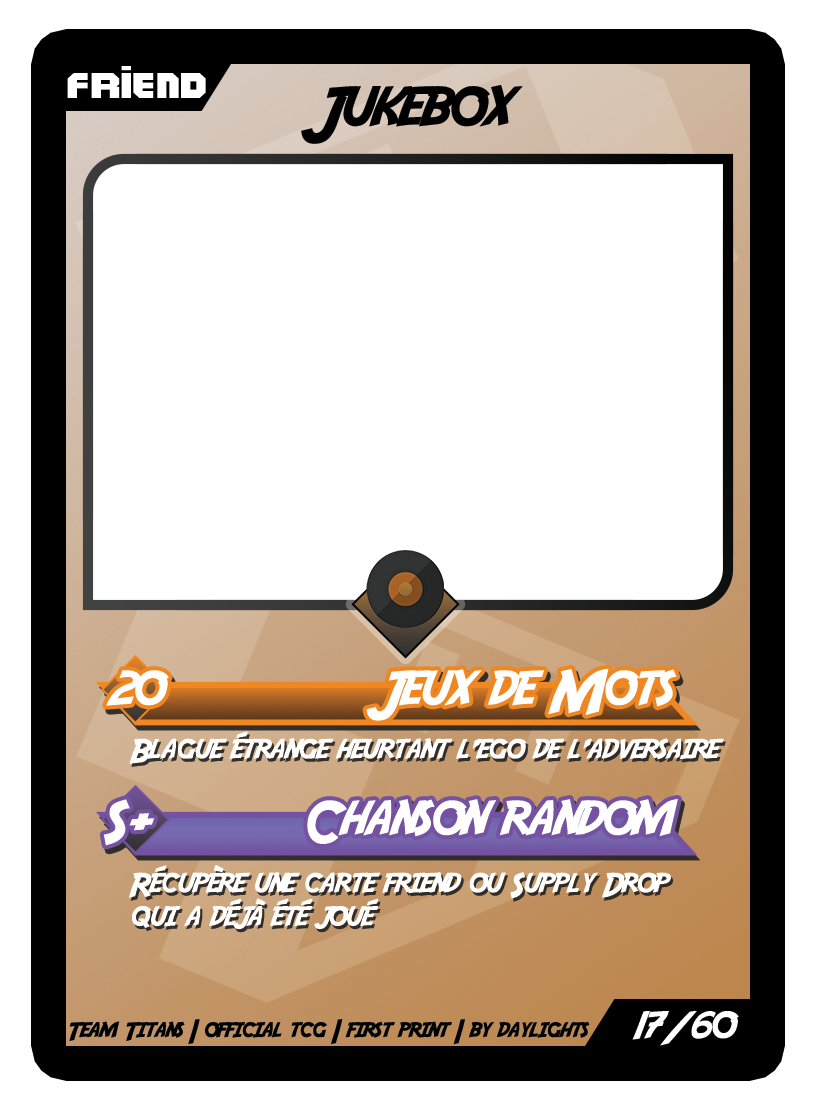 FRiEND
JUKEBOX
20 JEUX DE MOTS
BLAGUE ÉTRANGE HEURTANT L'EGO DE L'ADVERSAIRE
S+ CHANSON RANDOM
RÉCUPÈRE UNE CARTE FRIEND OU SUPPLY DROP
QUI A DÉJÀ ÉTÉ JOUÉ
TEAM TITANS | OFFICIAL TCG | FIRST PRINT | BY DAYLIGHTS
17/60